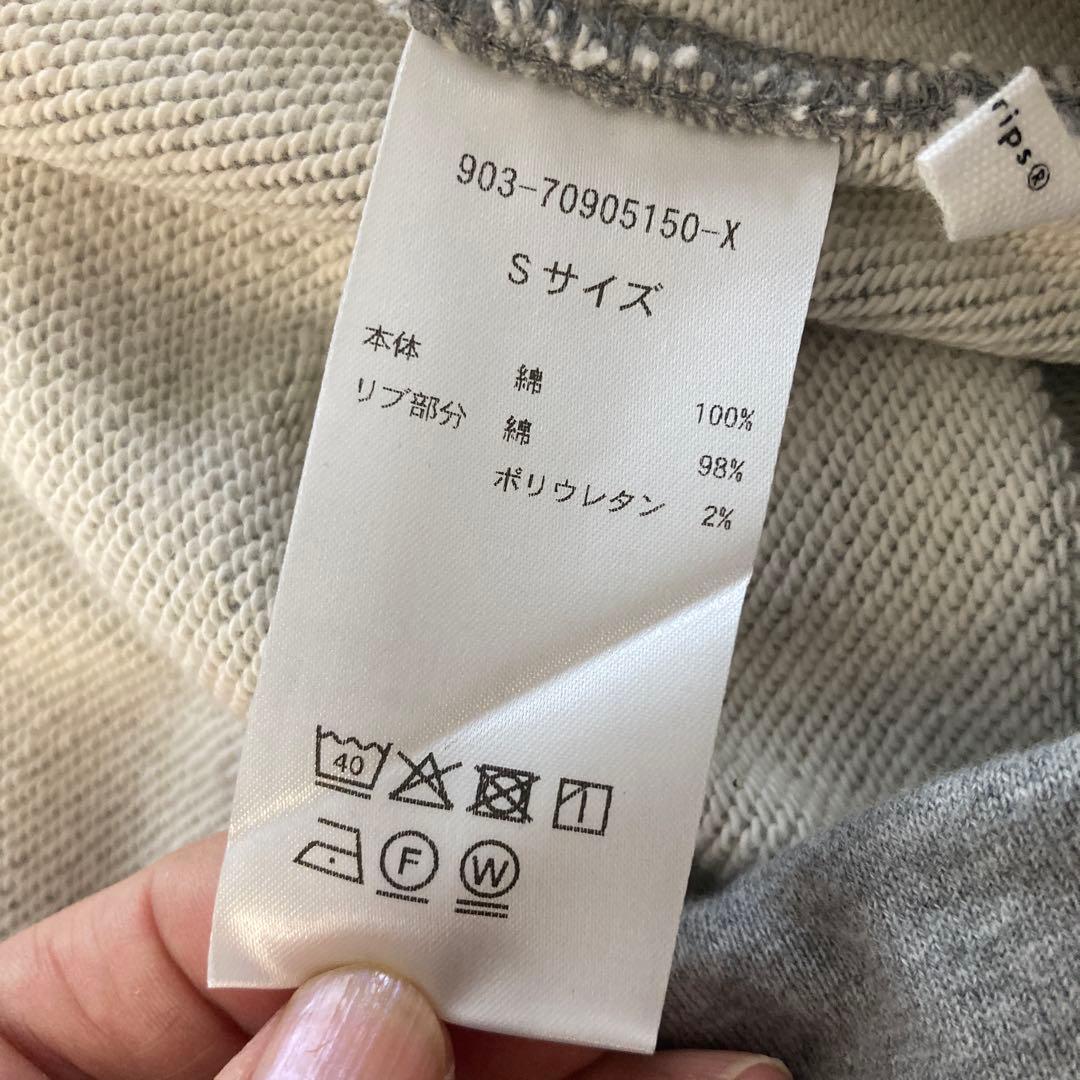 rips®
903-70905150-X
Sサイズ
本体 綿 100%
リブ部分 綿 98%
ポリウレタン 2%
40
F W